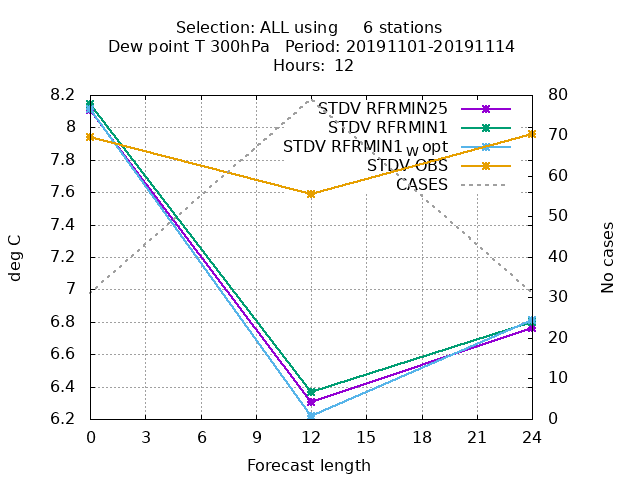 Selection: ALL using     6 stations
Dew point T 300hPa   Period: 20191101-20191114
Hours: 12
8.2
8
7.8
7.6
7.4
7.2
7
6.8
6.6
6.4
6.2
80
70
60
50
40
30
20
10
0
STDV RFRMIN25
STDV RFRMIN1
STDV RFRMIN1wopt
STDV OBS
CASES
deg C
No cases
0 3 6 9 12 15 18 21 24
Forecast length